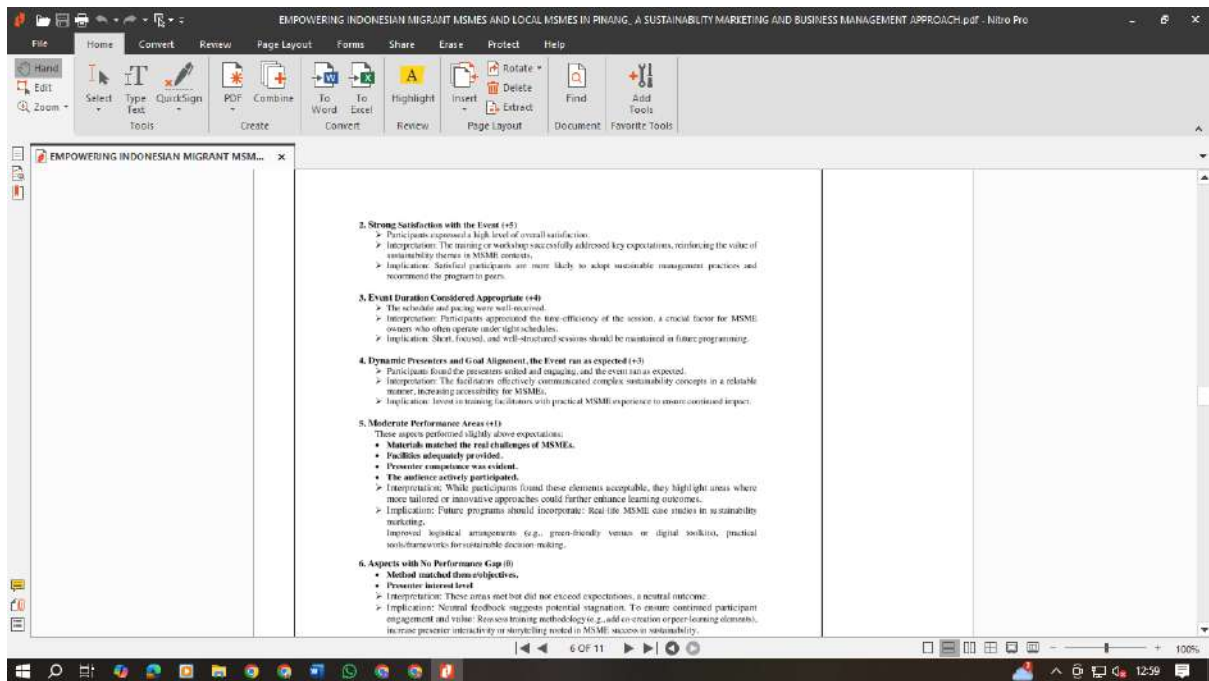 EMPOWERING INDONESIAN MIGRANT MSMES AND LOCAL MSMES IN PINANG_ A SUSTAINABILITY MARKETING AND BUSINESS MANAGEMENT APPROACH.pdf - Nitro Pro
File Home Convert Review Page Layout Forms Share Erase Protect Help
Hand
Edit
Zoom
Select
Type Text
QuickSign
Tools
PDF
Combine
Create
To Word
To Excel
Convert
Highlight
Review
Insert
Rotate
Delete
Extract
Page Layout
Find
Document
Add Tools
Favorite Tools
EMPOWERING INDONESIAN MIGRANT MSM... x
2. Strong Satisfaction with the Event (+5)
➢ Participants expressed a high level of overall satisfaction.
➢ Interpretation: The training or workshop successfully addressed key expectations, reinforcing the value of
sustainability themes in MSME contexts.
➢ Implication: Satisfied participants are more likely to adopt sustainable management practices and
recommend the program to peers.
3. Event Duration Considered Appropriate (+4)
➢ The schedule and pacing were well-received.
➢ Interpretation: Participants appreciated the time-efficiency of the session, a crucial factor for MSME
owners who often operate under tight schedules.
➢ Implication: Short, focused, and well-structured sessions should be maintained in future programming.
4. Dynamic Presenters and Goal Alignment, the Event ran as expected (+3)
➢ Participans found the presenters united and engaging, and the event ran as expected.
➢ Interpretation: The facilitators effectively communicated complex sustainability concepts in a relatable
manner, increasing accessibility for MSMEs.
➢ Implication: Invest in training facilitators with practical MSME experience to ensure continued impact.
5. Moderate Performance Areas (+1)
These aspects performed slightly above expectations:
• Materials matched the real challenges of MSMEs.
• Facilities adequately provided.
• Presenter competence was evident.
• The audience actively participated.
➢ Interpretation: While participants found these elements acceptable, they highlight areas where
more tailored or innovative approaches could further enhance learning outcomes.
➢ Implication: Future programs should incorporate: Real-life MSME case studies in sustainability
marketing.
Improved logistical arrangements (e.g., green-friendly venues or digital toolkits), practical
tools/frameworks for sustainable decision-making.
6. Aspects with No Performance Gap (0)
• Method matched theme/objectives.
• Presenter interest level
➢ Interpretation: These areas met but did not exceed expectations, a neutral outcome.
➢ Implication: Neutral feedback suggests potential stagnation. To ensure continued participant
engagement and value: Reassess training methodology (e.g., add co-creation or peer-learning elements),
increase presenter interactivity or storytelling rooted in MSME success in sustainability.
6 OF 11
100%
12:59